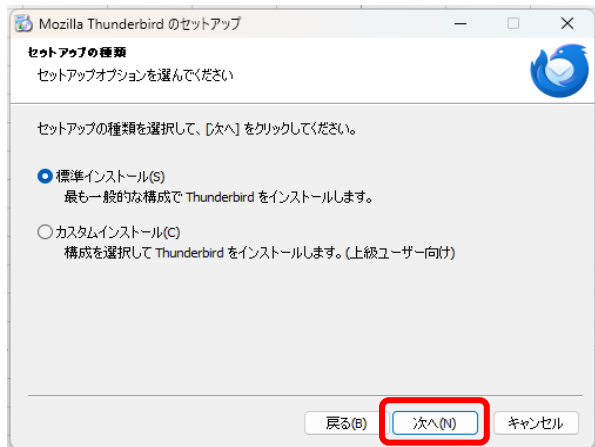 Mozilla Thunderbird のセットアップ
セットアップの種類
セットアップオプションを選んでください
セットアップの種類を選択して、[次へ] をクリックしてください。
標準インストール(S)
最も一般的な構成で Thunderbird をインストールします。
カスタムインストール(C)
構成を選択して Thunderbird をインストールします。(上級ユーザー向け)
戻る(B) 次へ(N) キャンセル